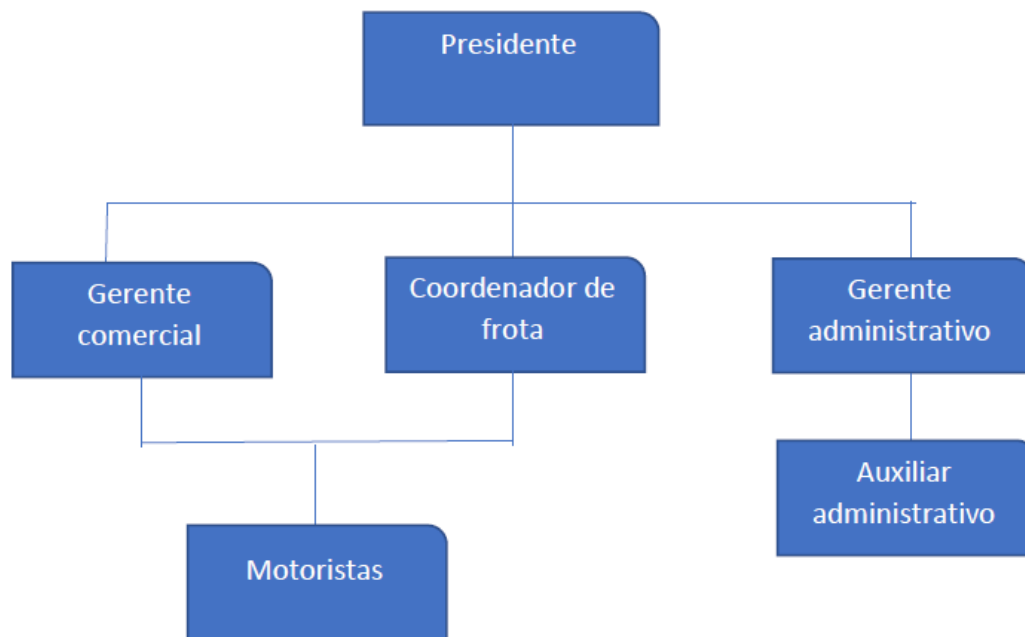 Presidente
Gerente
comercial
Coordenador de
frota
Gerente
administrativo
Auxiliar
administrativo
Motoristas